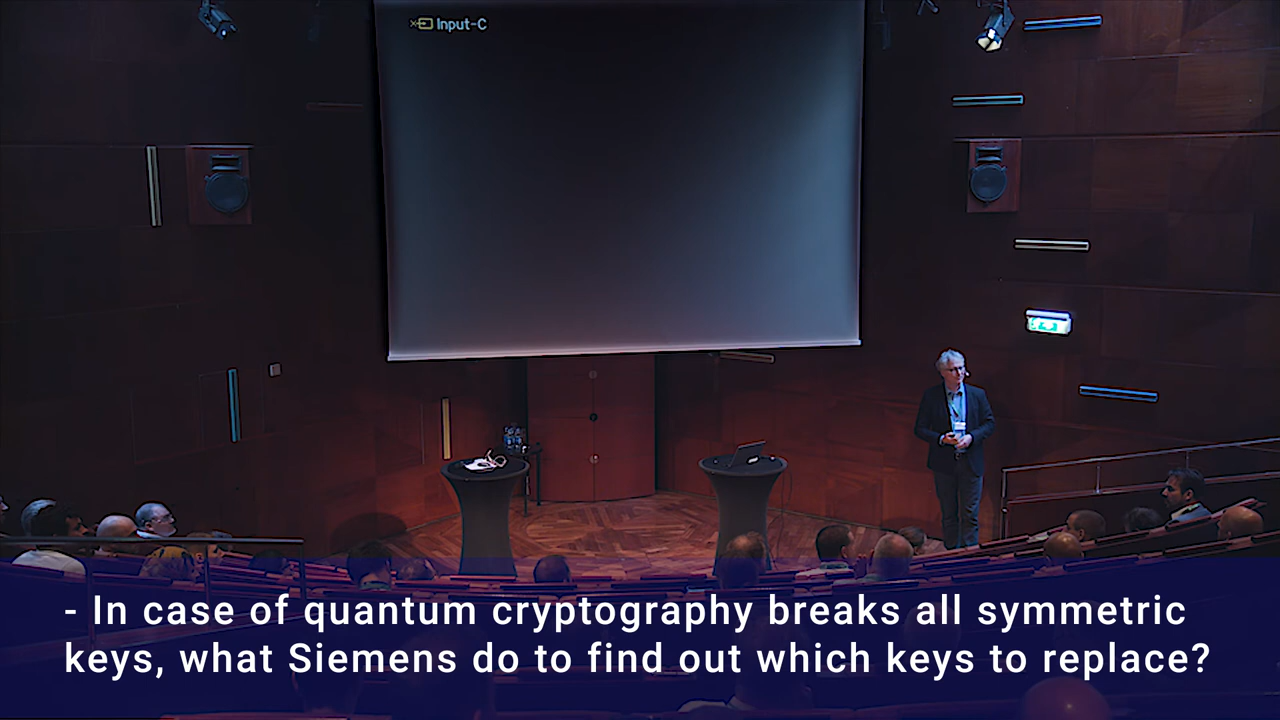 Input-C
- In case of quantum cryptography breaks all symmetric
keys, what Siemens do to find out which keys to replace?